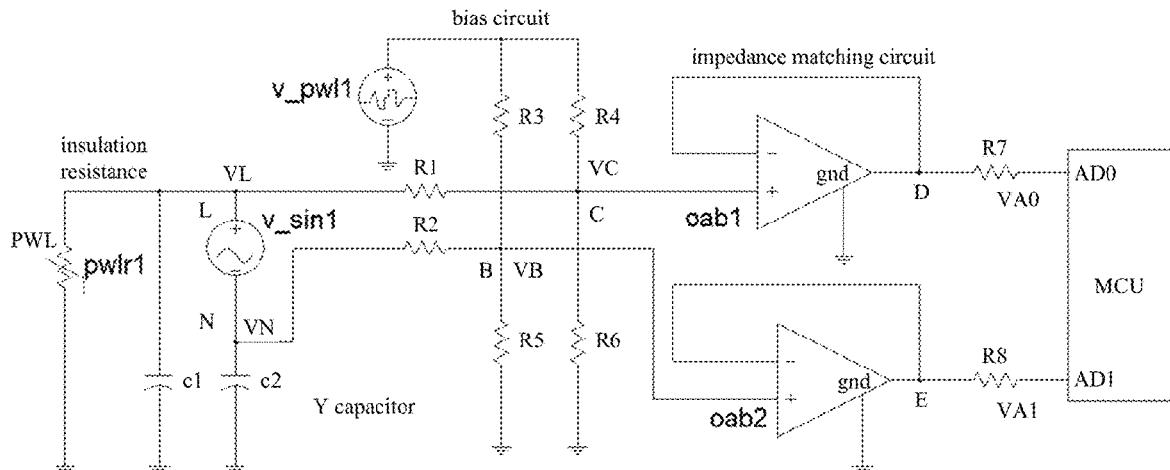 bias circuit
impedance matching circuit
v_pwl1
R3
R4
R7
insulation
resistance
VL
R1
VC
gnd
D
VA0
AD0
L
v_sin1
R2
C
oab1
PWL
pwlr1
B
VB
MCU
N
VN
R5
R6
R8
c1
c2
gnd
E
AD1
Y capacitor
oab2
VA1